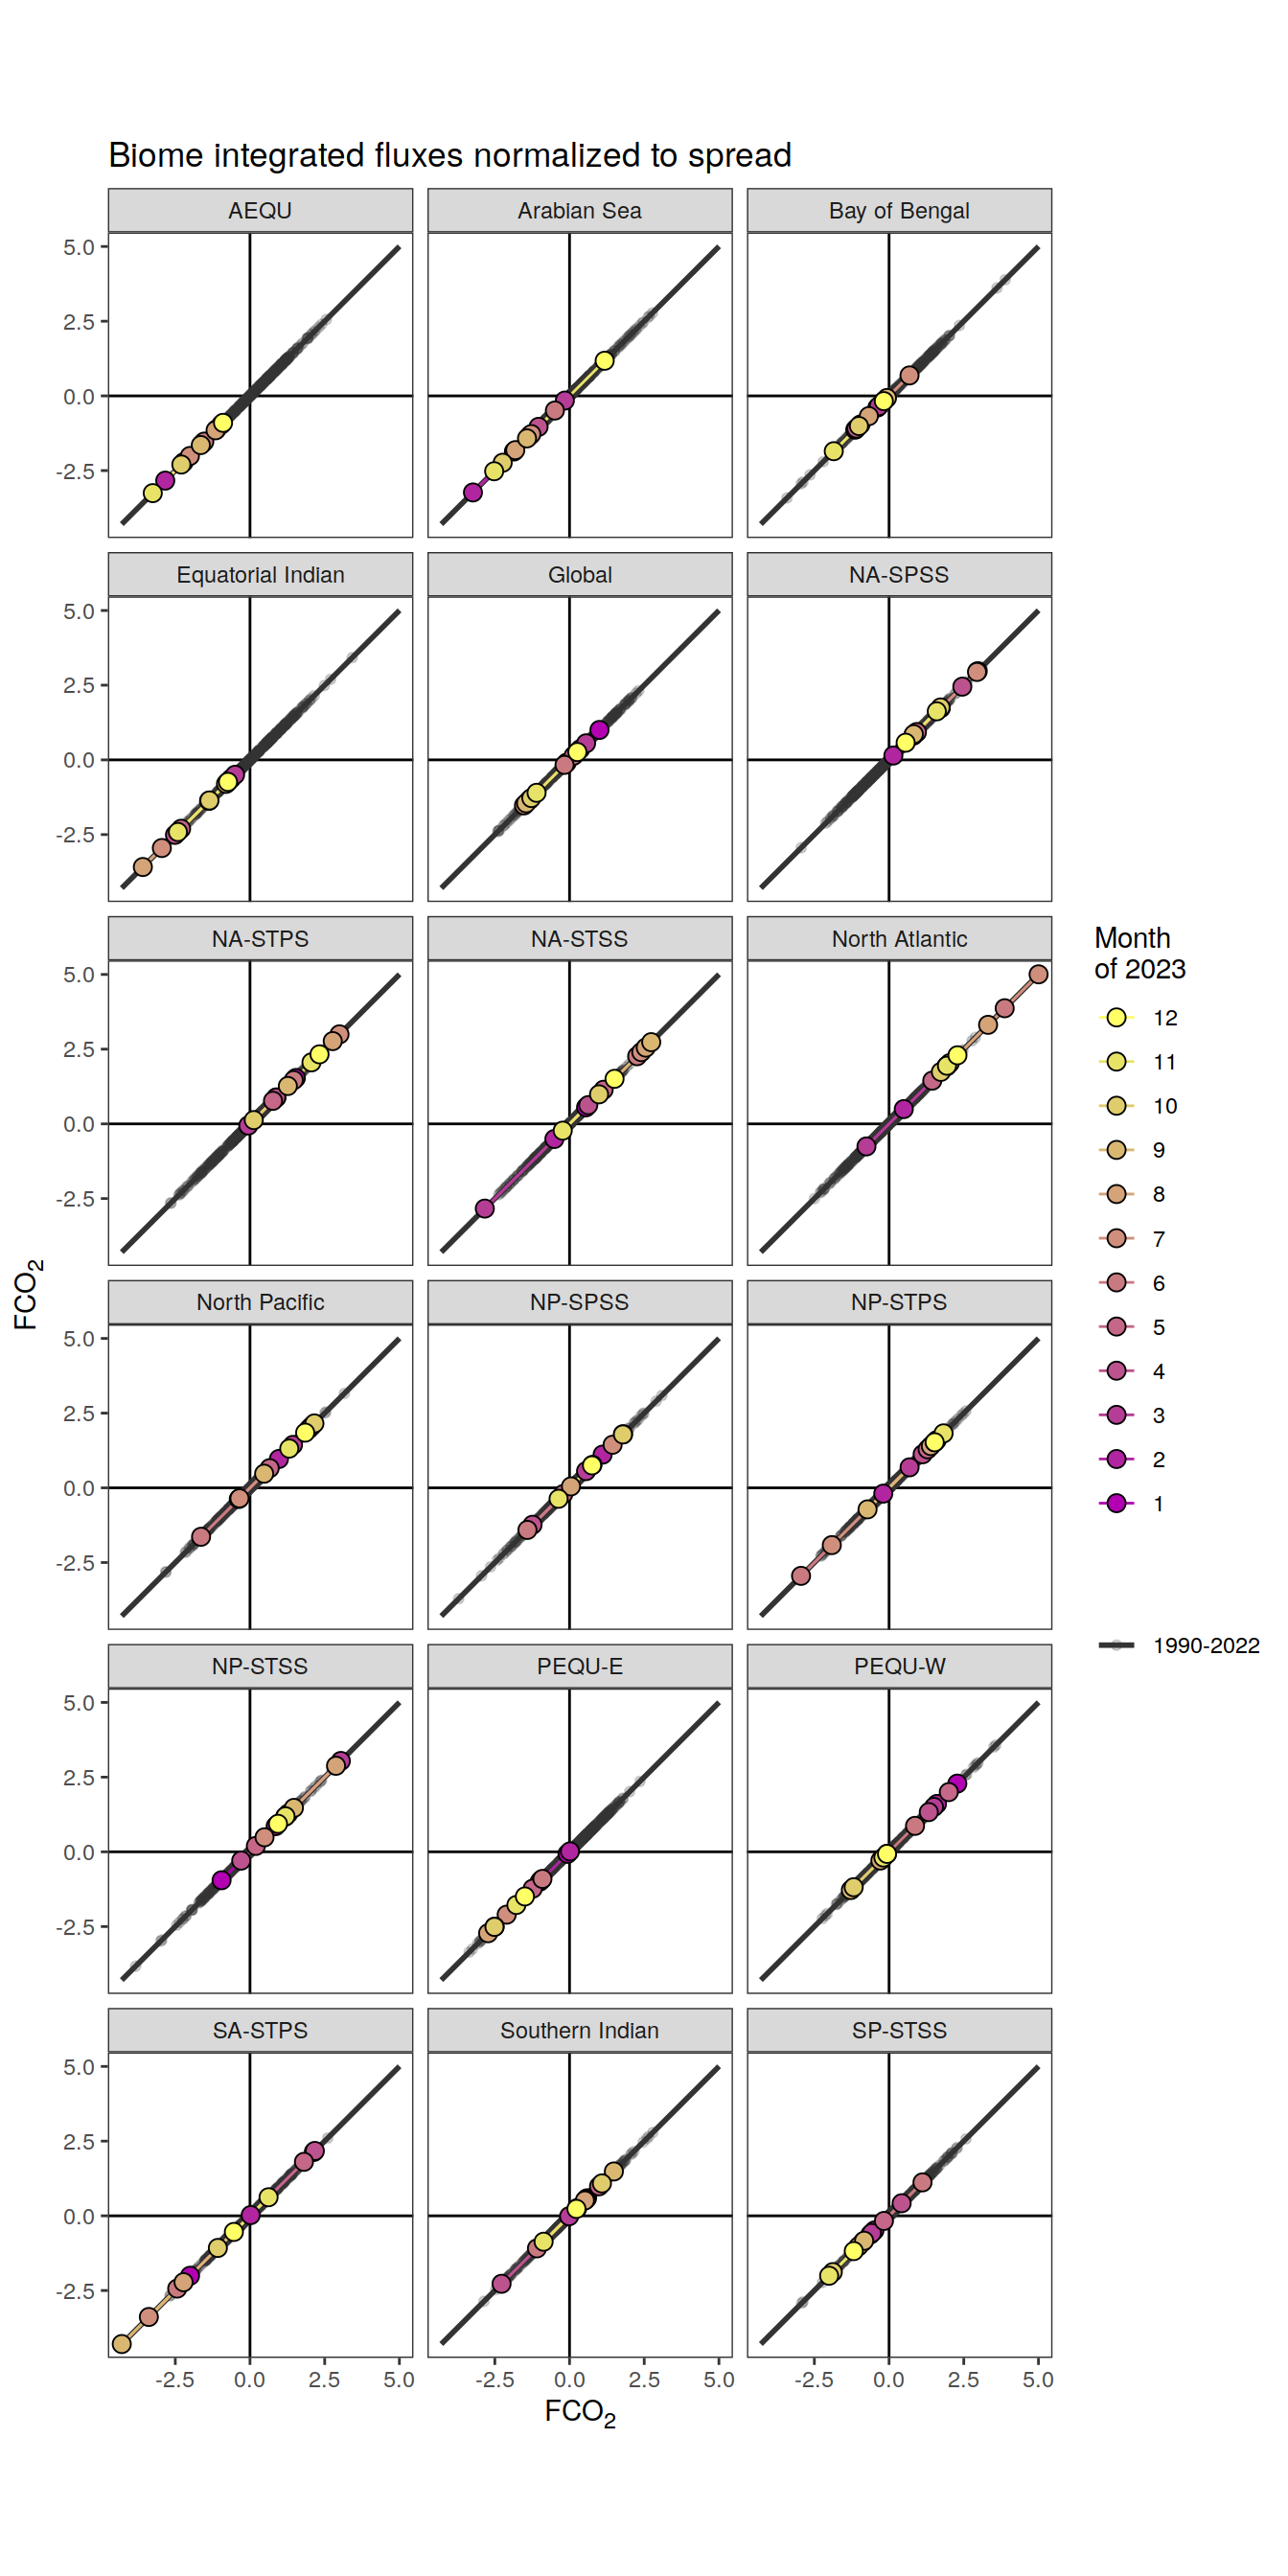 Biome integrated fluxes normalized to spread
AEQU
Arabian Sea
Bay of Bengal
5.0
2.5
0.0
-2.5
Equatorial Indian
Global
NA-SPSS
5.0
2.5
0.0
-2.5
NA-STPS
NA-STSS
North Atlantic
5.0
2.5
0.0
-2.5
North Pacific
NP-SPSS
NP-STPS
5.0
2.5
0.0
-2.5
NP-STSS
PEQU-E
PEQU-W
5.0
2.5
0.0
-2.5
SA-STPS
Southern Indian
SP-STSS
5.0
2.5
0.0
-2.5
-2.5 0.0 2.5 5.0
-2.5 0.0 2.5 5.0
-2.5 0.0 2.5 5.0
FCO₂
FCO₂
Month
of 2023
12
11
10
9
8
7
6
5
4
3
2
1
1990-2022